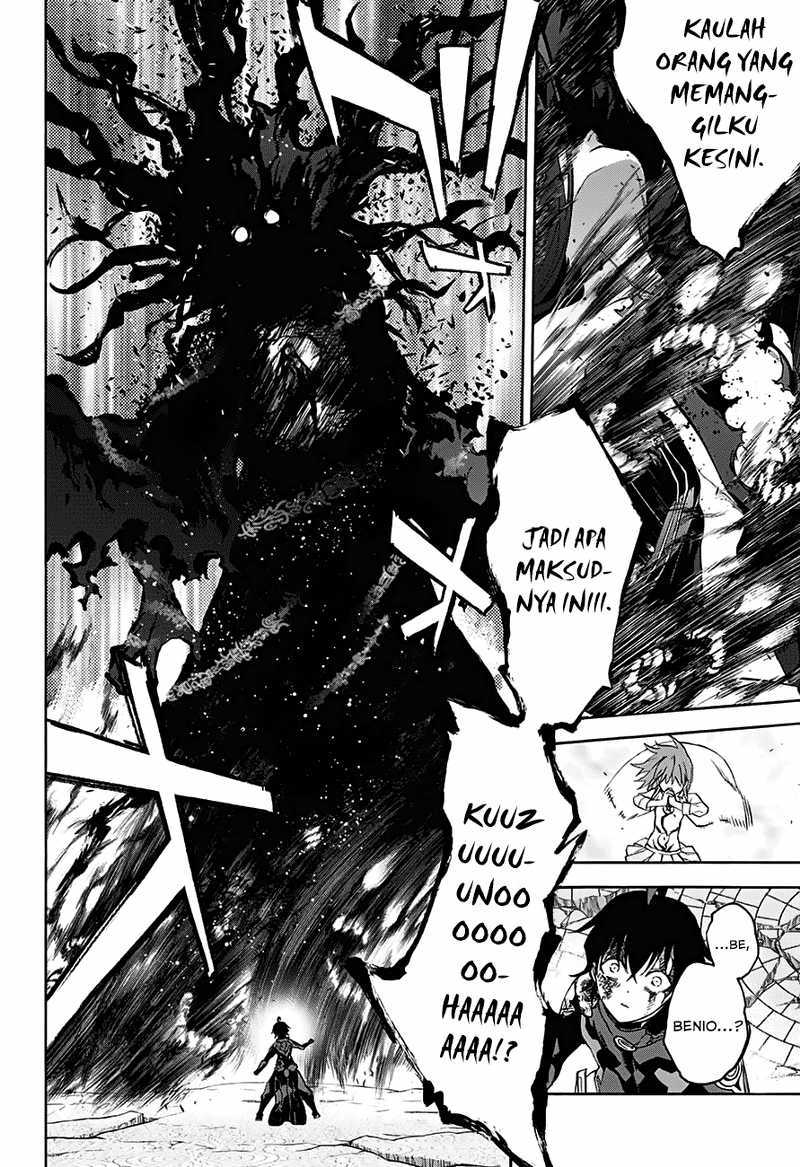 KAULAH
ORANG YANG
MEMANG-
GILKU
KESINI.
JADI APA
MAKSUD-
NYA INIII.
KUUZ
UUUU-
UNOO
OOOOO
OO-
HAAAAA
AAAA!?
...BE,
BENIO...?